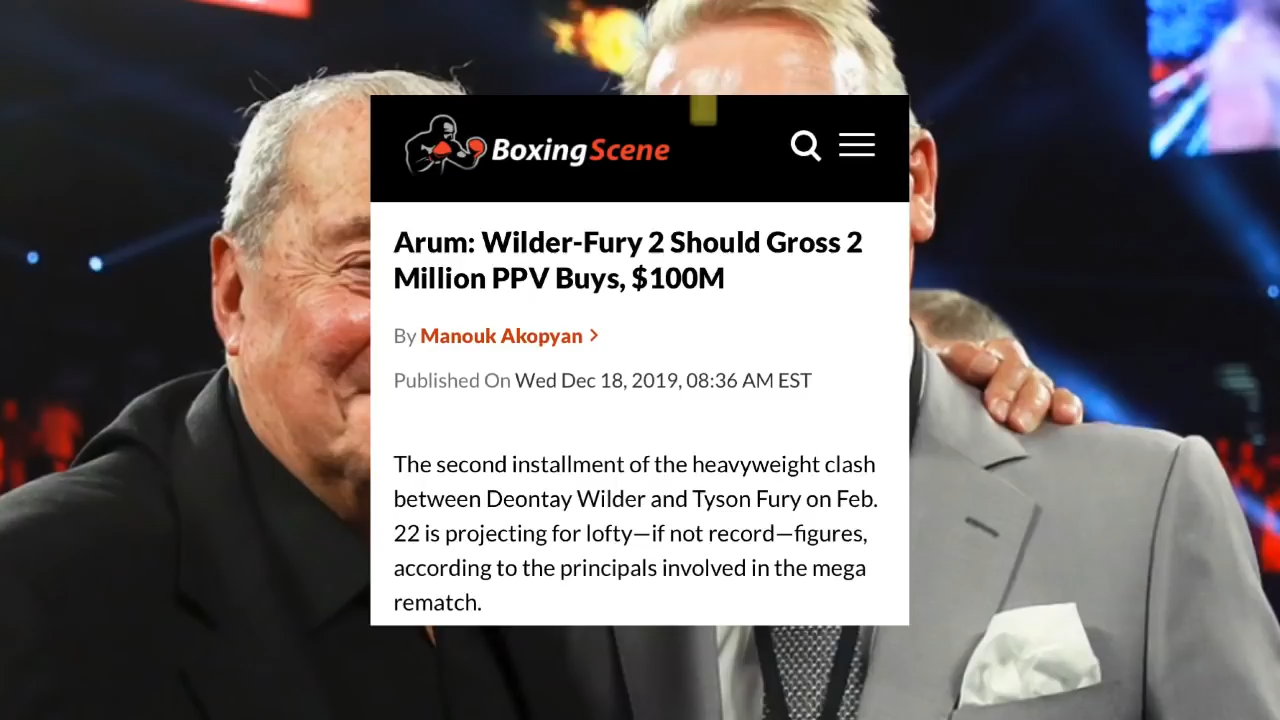 BoxingScene
Arum: Wilder-Fury 2 Should Gross 2
Million PPV Buys, $100M
By Manouk Akopyan >
Published On Wed Dec 18, 2019, 08:36 AM EST
The second installment of the heavyweight clash
between Deontay Wilder and Tyson Fury on Feb.
22 is projecting for lofty—if not record—figures,
according to the principals involved in the mega
rematch.